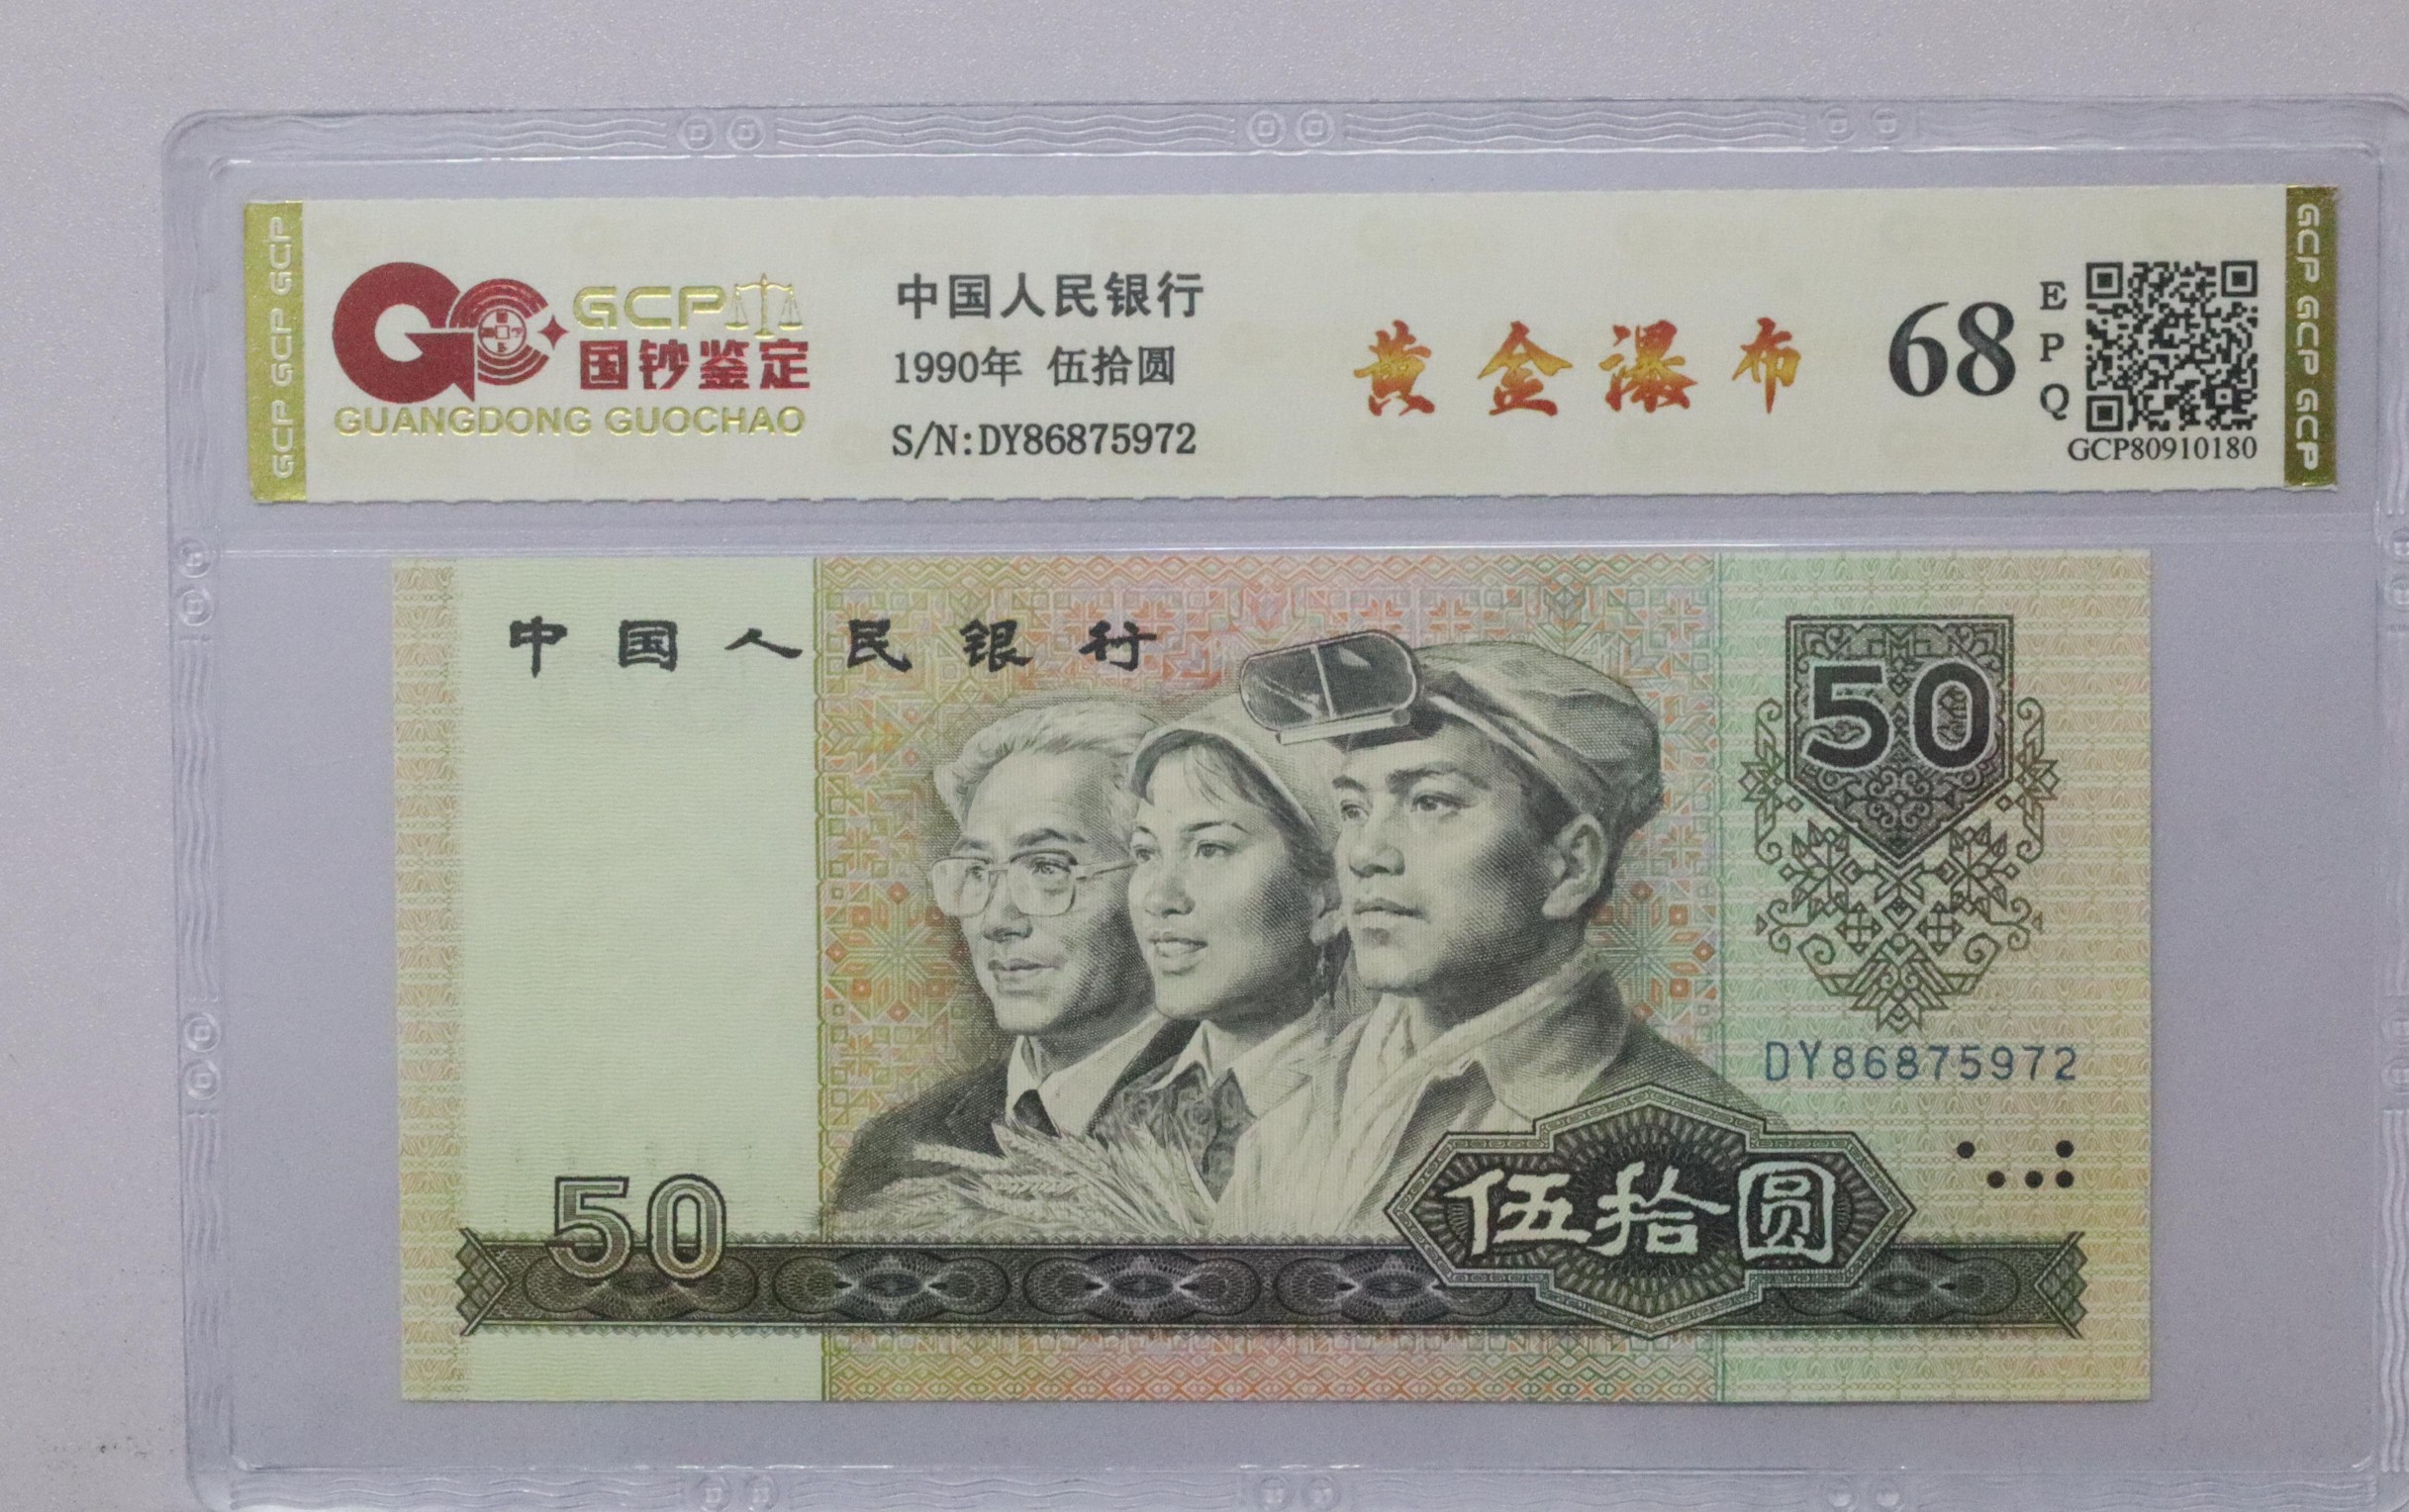 GCP GCP GCP
GCP
国钞鉴定
GUANGDONG GUOCHAO
中国人民银行
1990年 伍拾圆
S/N:DY86875972
黄金瀑布
68
EPQ
GCP80910180
GCP GCP GCP
中国人民银行
50
DY86875972
50
伍拾圆